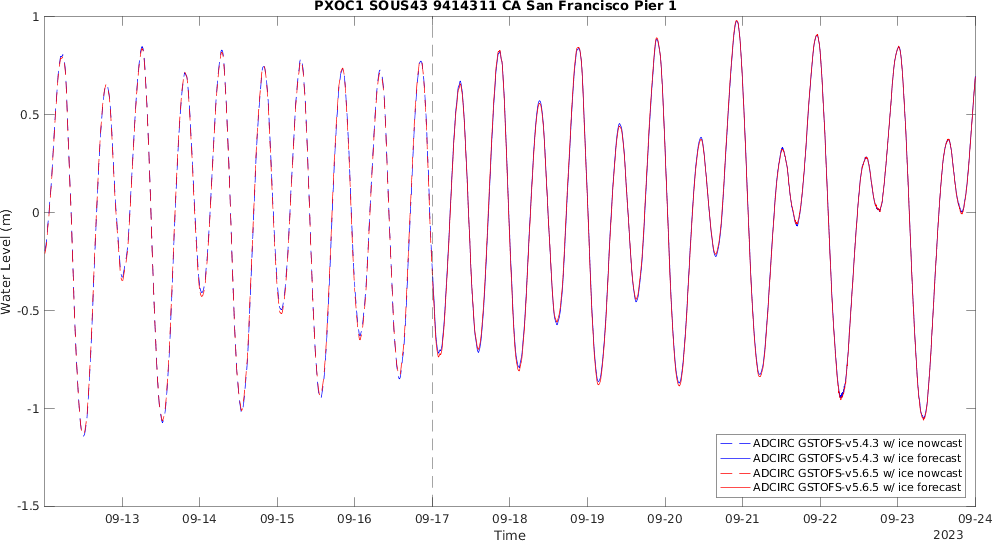 PXOC1 SOUS43 9414311 CA San Francisco Pier 1
1
0.5
0
-0.5
-1
-1.5
Water Level (m)
09-13 09-14 09-15 09-16 09-17 09-18 09-19 09-20 09-21 09-22 09-23 09-24
Time
2023
ADCIRC GSTOFS-v5.4.3 w/ ice nowcast
ADCIRC GSTOFS-v5.4.3 w/ ice forecast
ADCIRC GSTOFS-v5.6.5 w/ ice nowcast
ADCIRC GSTOFS-v5.6.5 w/ ice forecast